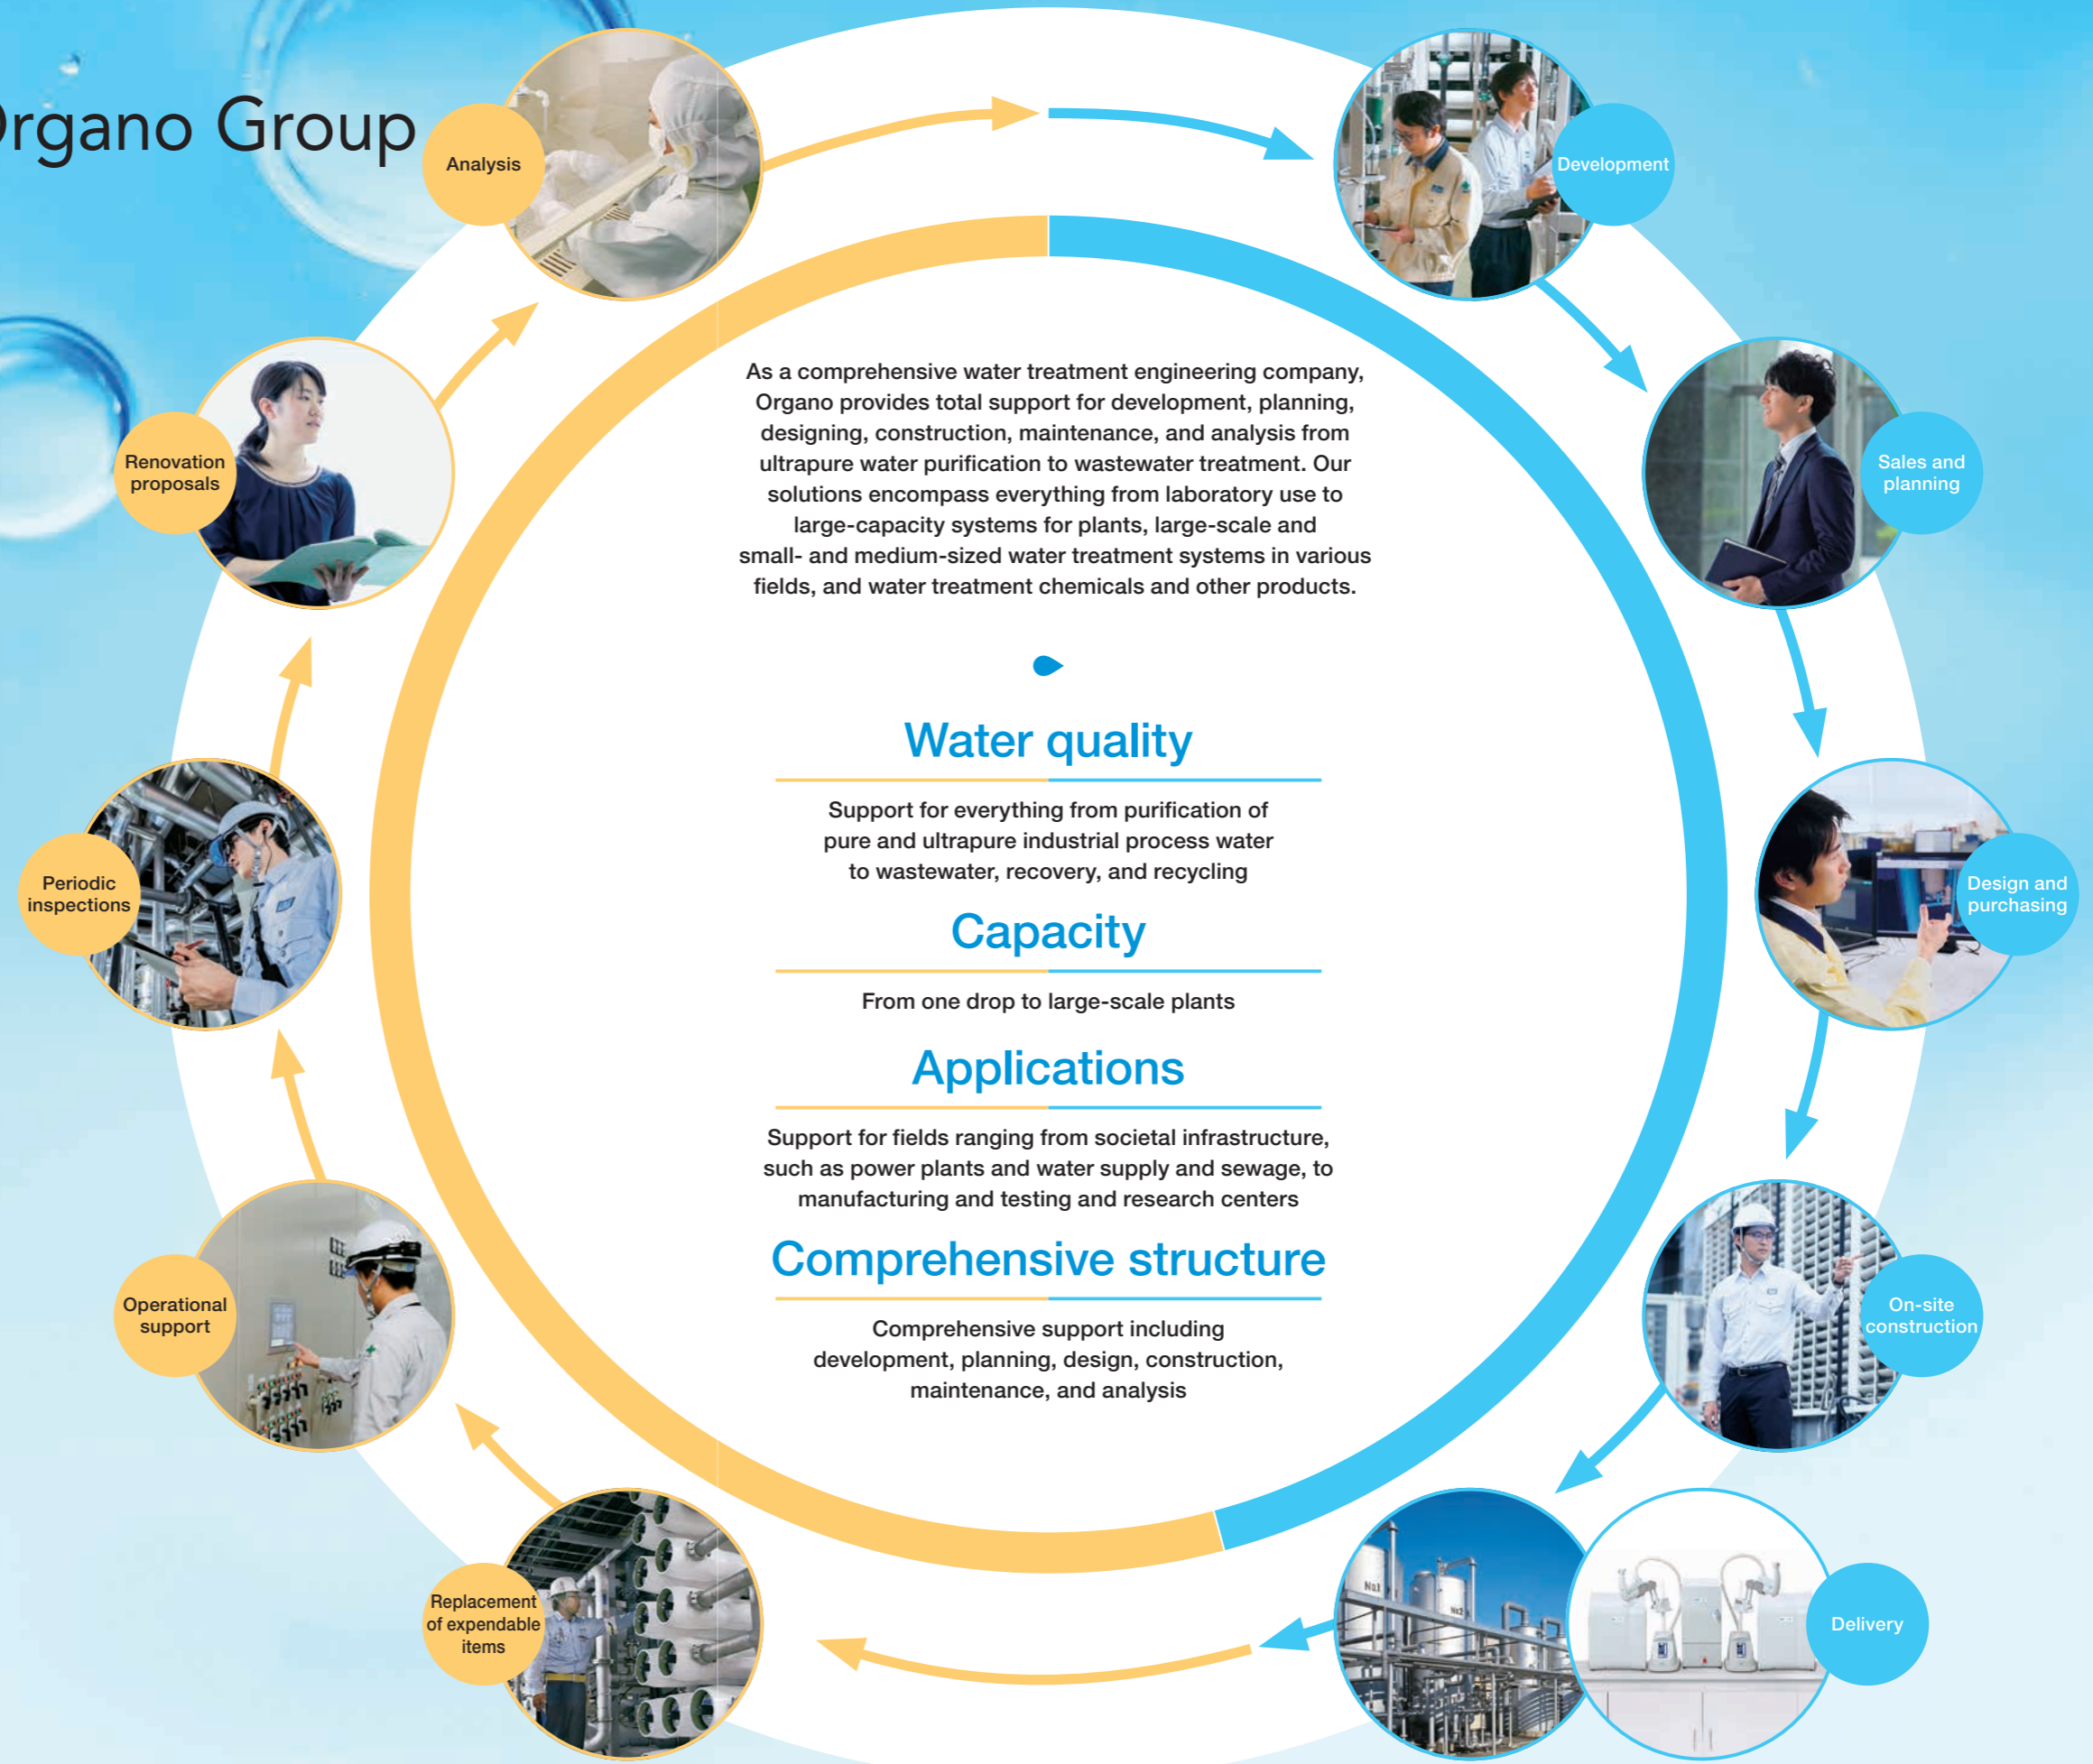 Organo Group
Analysis
Development
Renovation
proposals
Sales and
planning
As a comprehensive water treatment engineering company,
Organo provides total support for development, planning,
designing, construction, maintenance, and analysis from
ultrapure water purification to wastewater treatment. Our
solutions encompass everything from laboratory use to
large-capacity systems for plants, large-scale and
small- and medium-sized water treatment systems in various
fields, and water treatment chemicals and other products.
Water quality
Support for everything from purification of
pure and ultrapure industrial process water
to wastewater, recovery, and recycling
Periodic
inspections
Design and
purchasing
Capacity
From one drop to large-scale plants
Applications
Support for fields ranging from societal infrastructure,
such as power plants and water supply and sewage, to
manufacturing and testing and research centers
Comprehensive structure
Comprehensive support including
development, planning, design, construction,
maintenance, and analysis
Operational
support
On-site
construction
Replacement
of expendable
items
No.1
No.2
Delivery